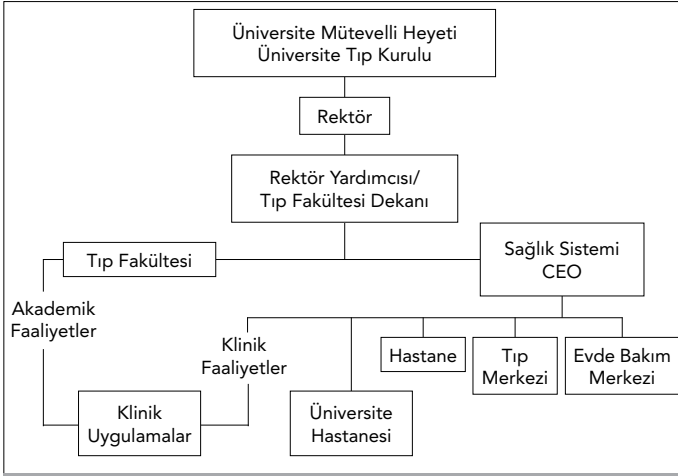 Üniversite Mütevelli Heyeti
Üniversite Tıp Kurulu
Rektör
Rektör Yardımcısı/
Tıp Fakültesi Dekanı
Tıp Fakültesi
Sağlık Sistemi
CEO
Akademik
Faaliyetler
Klinik
Faaliyetler
Hastane
Tıp
Merkezi
Evde Bakım
Merkezi
Klinik
Uygulamalar
Üniversite
Hastanesi